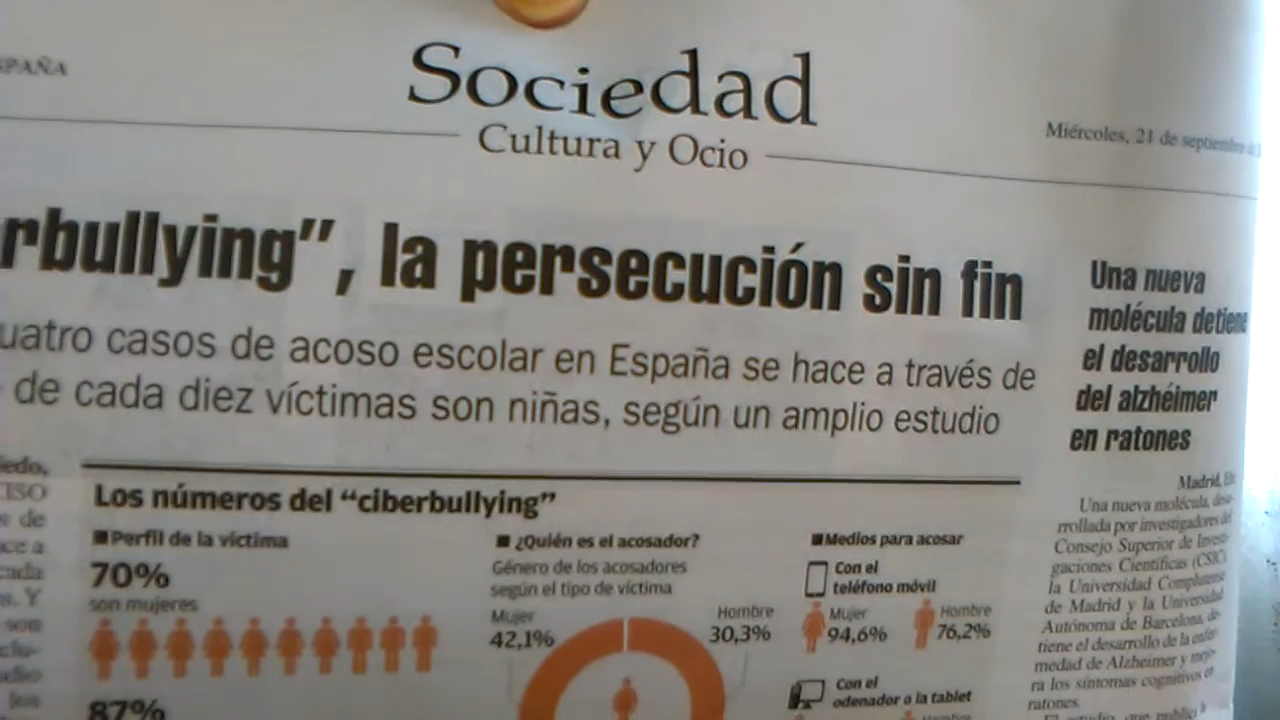 Sociedad
Cultura y Ocio
Miércoles, 21 de septiembre
rbullying", la persecución sin fin
uatro casos de acoso escolar en España se hace a través de
de cada diez víctimas son niñas, según un amplio estudio
Los números del "ciberbullying"
Perfil de la víctima
70%
son mujeres
87%
¿Quién es el acosador?
Género de los acosadores
según el tipo de víctima
Mujer
42,1%
Hombre
30,3%
Medios para acosar
Con el
teléfono móvil
Mujer
94,6%
Hombre
76,2%
Con el
odenador o la tablet
Una nueva
molécula detiene
el desarrollo
del alzhéimer
en ratones
Madrid,
Una nueva molécula, desa-
rrollada por investigadores del
Consejo Superior de Investi-
gaciones Científicas (CSIC)
la Universidad Complutense
de Madrid y la Universidad
Autónoma de Barcelona, de-
tiene el desarrollo de la enfer-
medad de Alzheimer y mejo-
ra los síntomas cognitivos en
ratones.